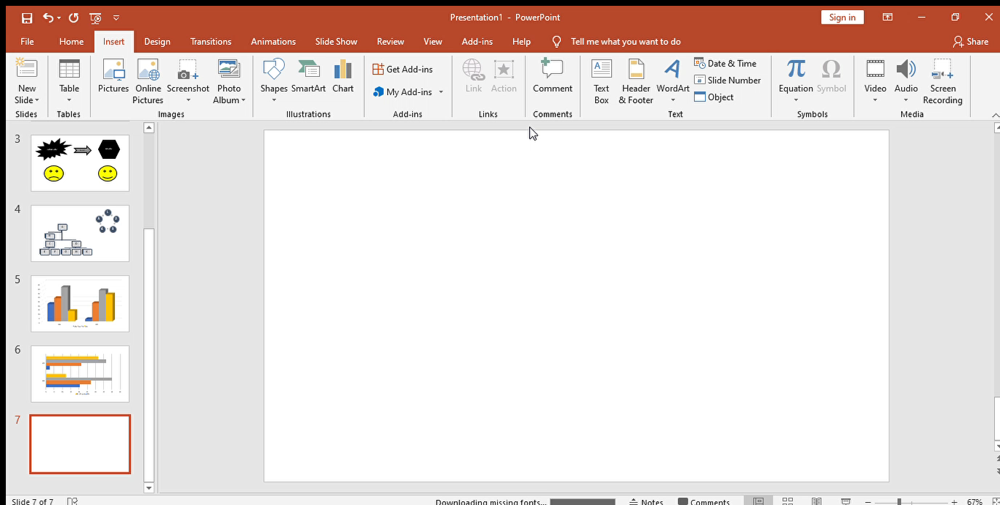 Presentation1 - PowerPoint
Sign in
File Home Insert Design Transitions Animations Slide Show Review View Add-ins Help Tell me what you want to do Share
New Slide
Table
Pictures
Online Pictures
Screenshot
Photo Album
Shapes
SmartArt
Chart
Get Add-ins
My Add-ins
Link
Action
Comment
Text Box
Header & Footer
WordArt
Date & Time
Slide Number
Object
Equation
Symbol
Video
Audio
Screen Recording
Slides Tables Images Illustrations Add-ins Links Comments Text Symbols Media
3
4
5
6
7
Slide 7 of 7 Downloading missing fonts... Notes Comments 67%